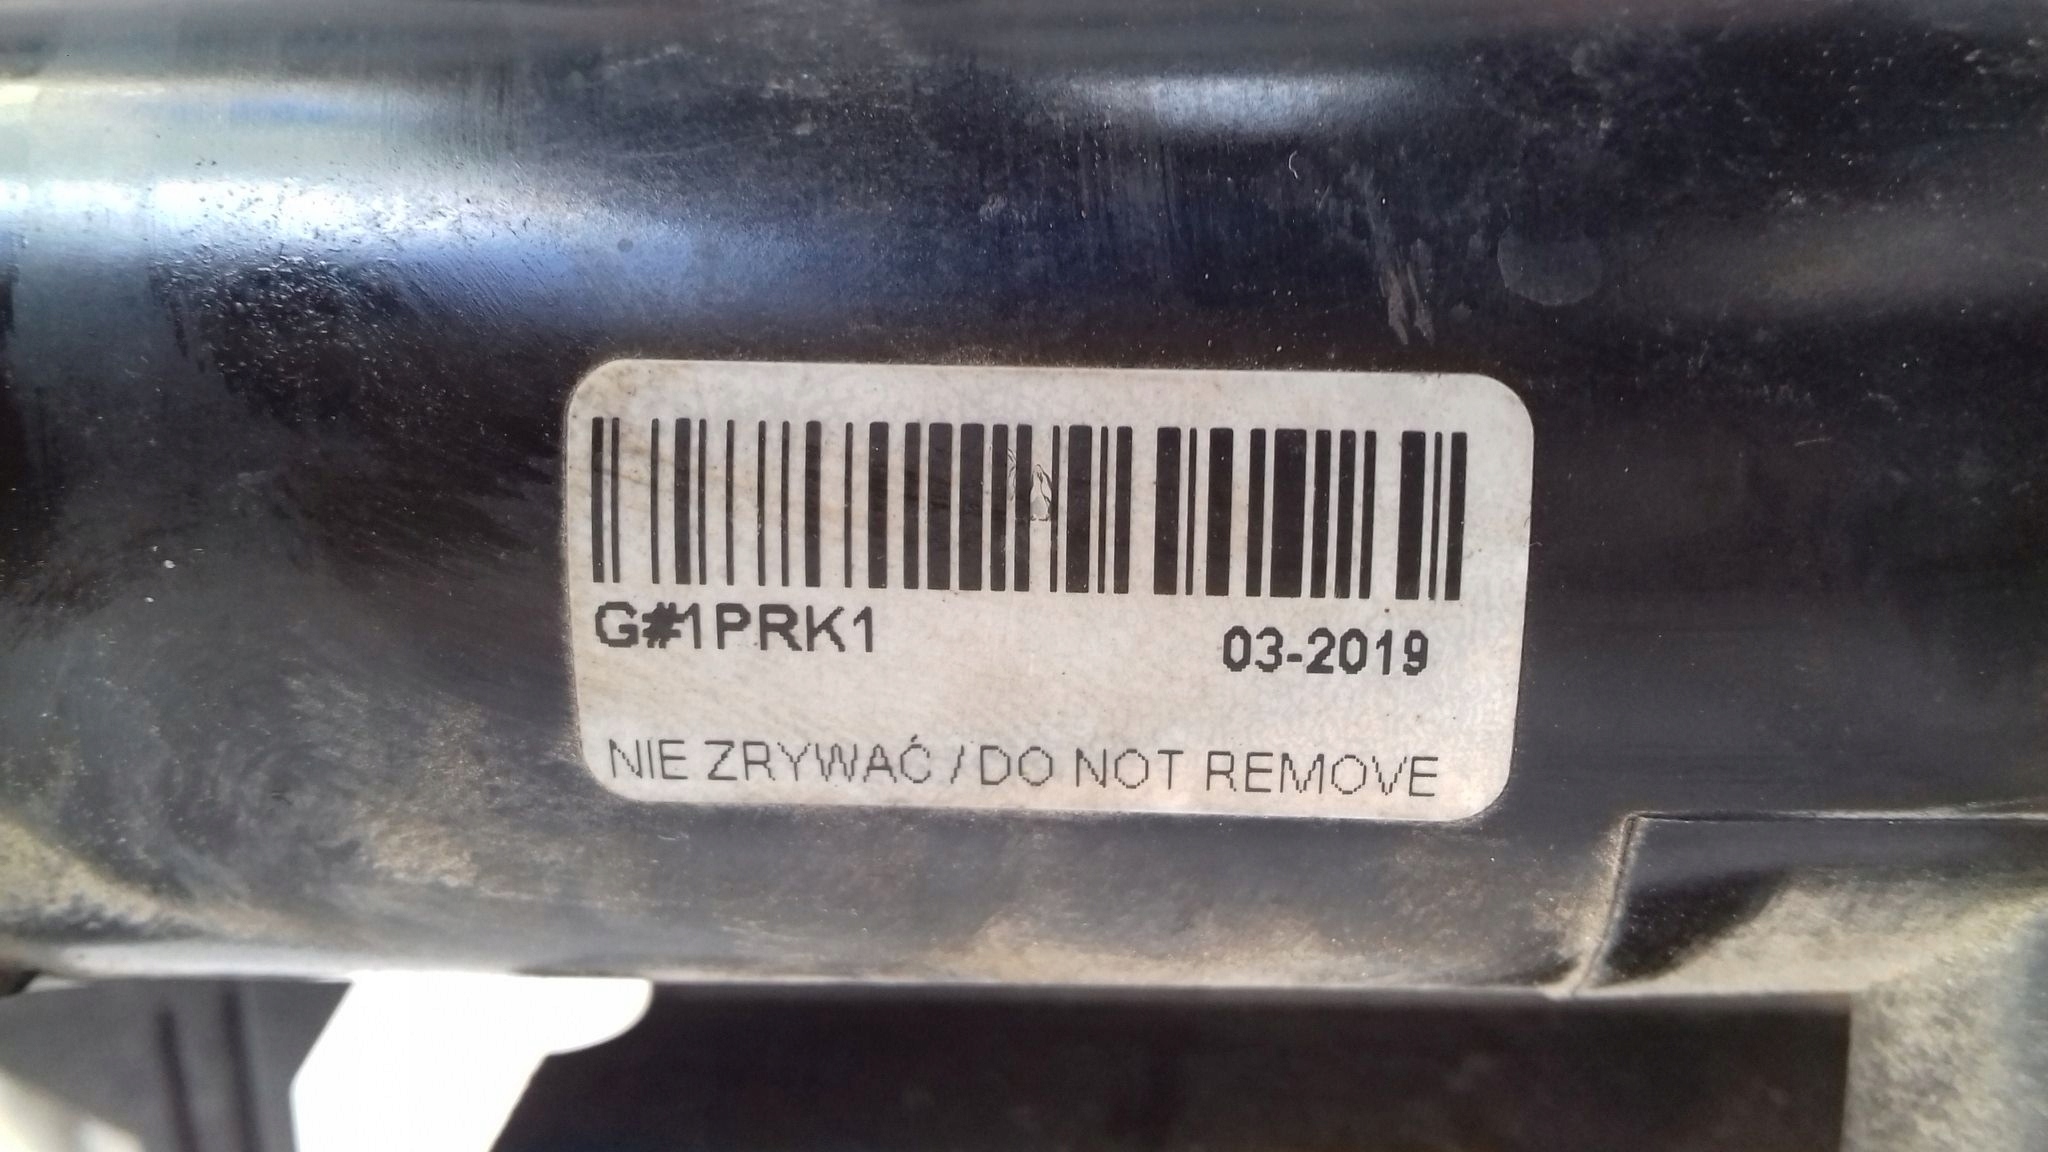 G#1PRK1
03-2019
NIE ZRYWAĆ / DO NOT REMOVE